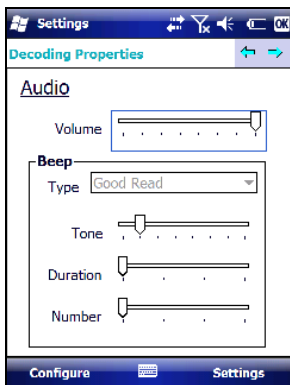 Settings
OK
Decoding Properties
Audio
Volume
Beep
Type Good Read
Tone
Duration
Number
Configure Settings